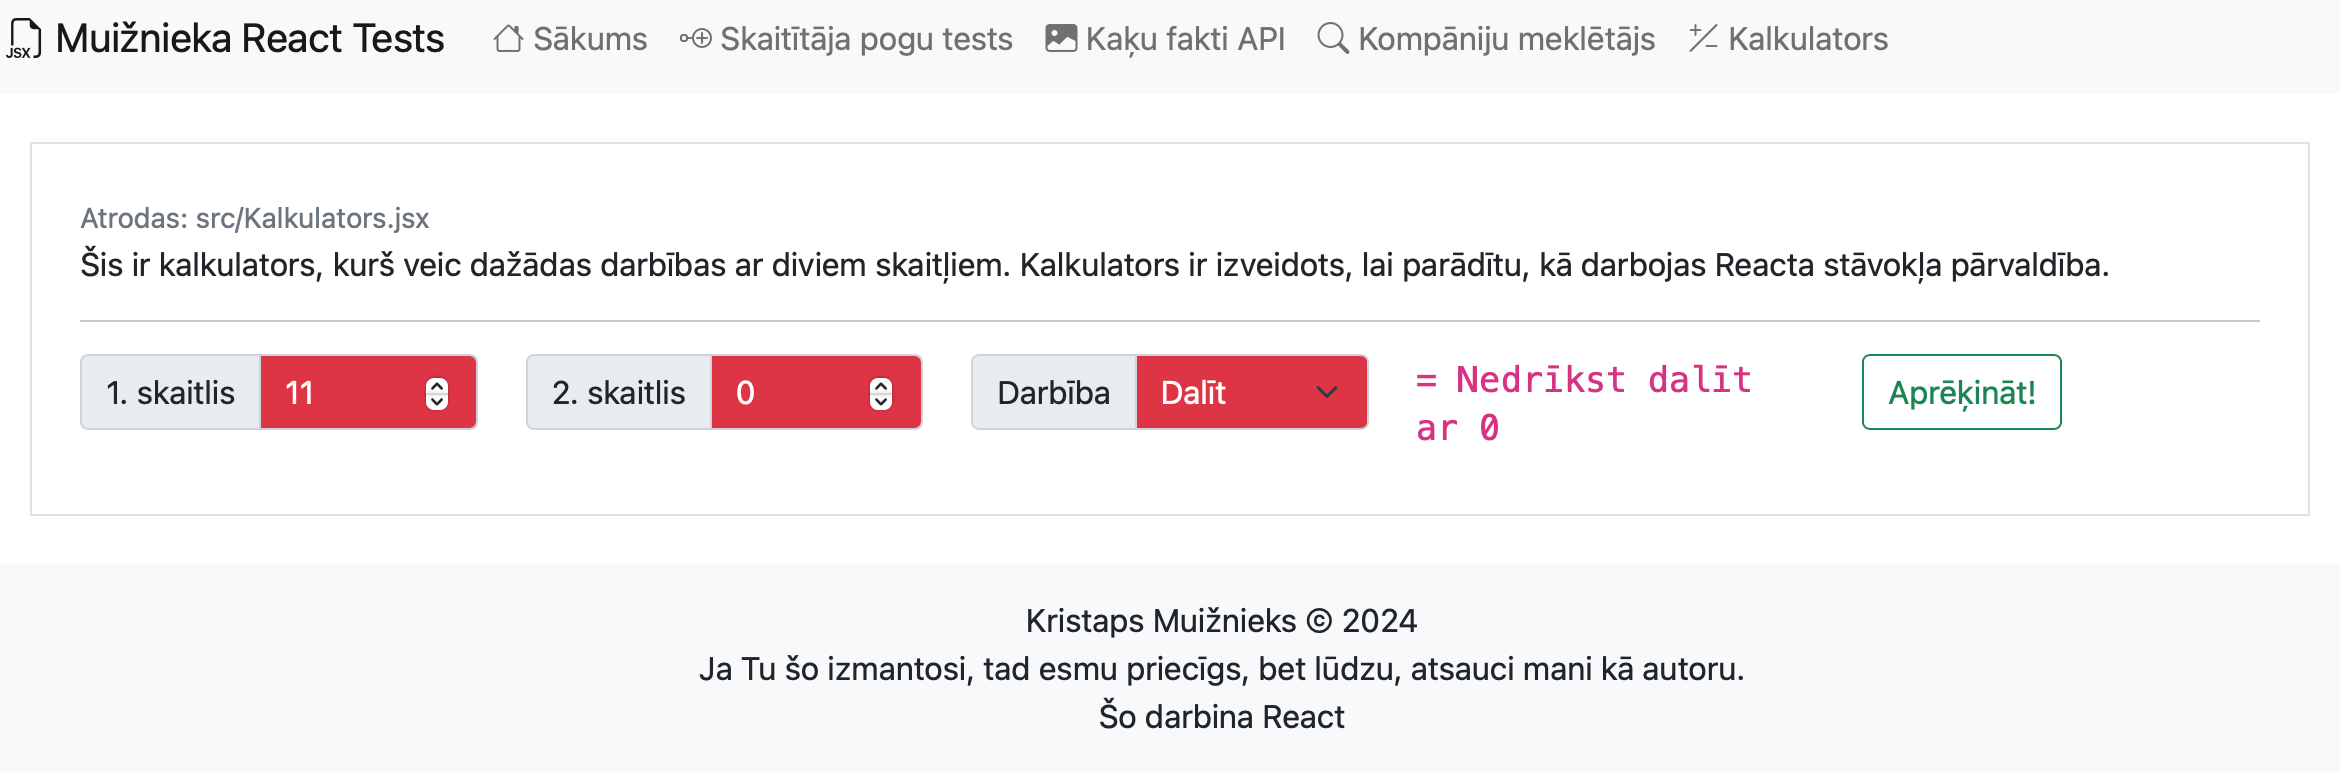 JSX Muižnieka React Tests Sākums Skaitītāja pogu tests Kaķu fakti API Kompāniju meklētājs Kalkulators
Atrodas: src/Kalkulators.jsx
Šis ir kalkulators, kurš veic dažādas darbības ar diviem skaitļiem. Kalkulators ir izveidots, lai parādītu, kā darbojas Reacta stāvokļa pārvaldība.
1. skaitlis 11 2. skaitlis 0 Darbība Dalīt = Nedrīkst dalīt Aprēķināt!
ar 0
Kristaps Muižnieks © 2024
Ja Tu šo izmantosi, tad esmu priecīgs, bet lūdzu, atsauci mani kā autoru.
Šo darbina React